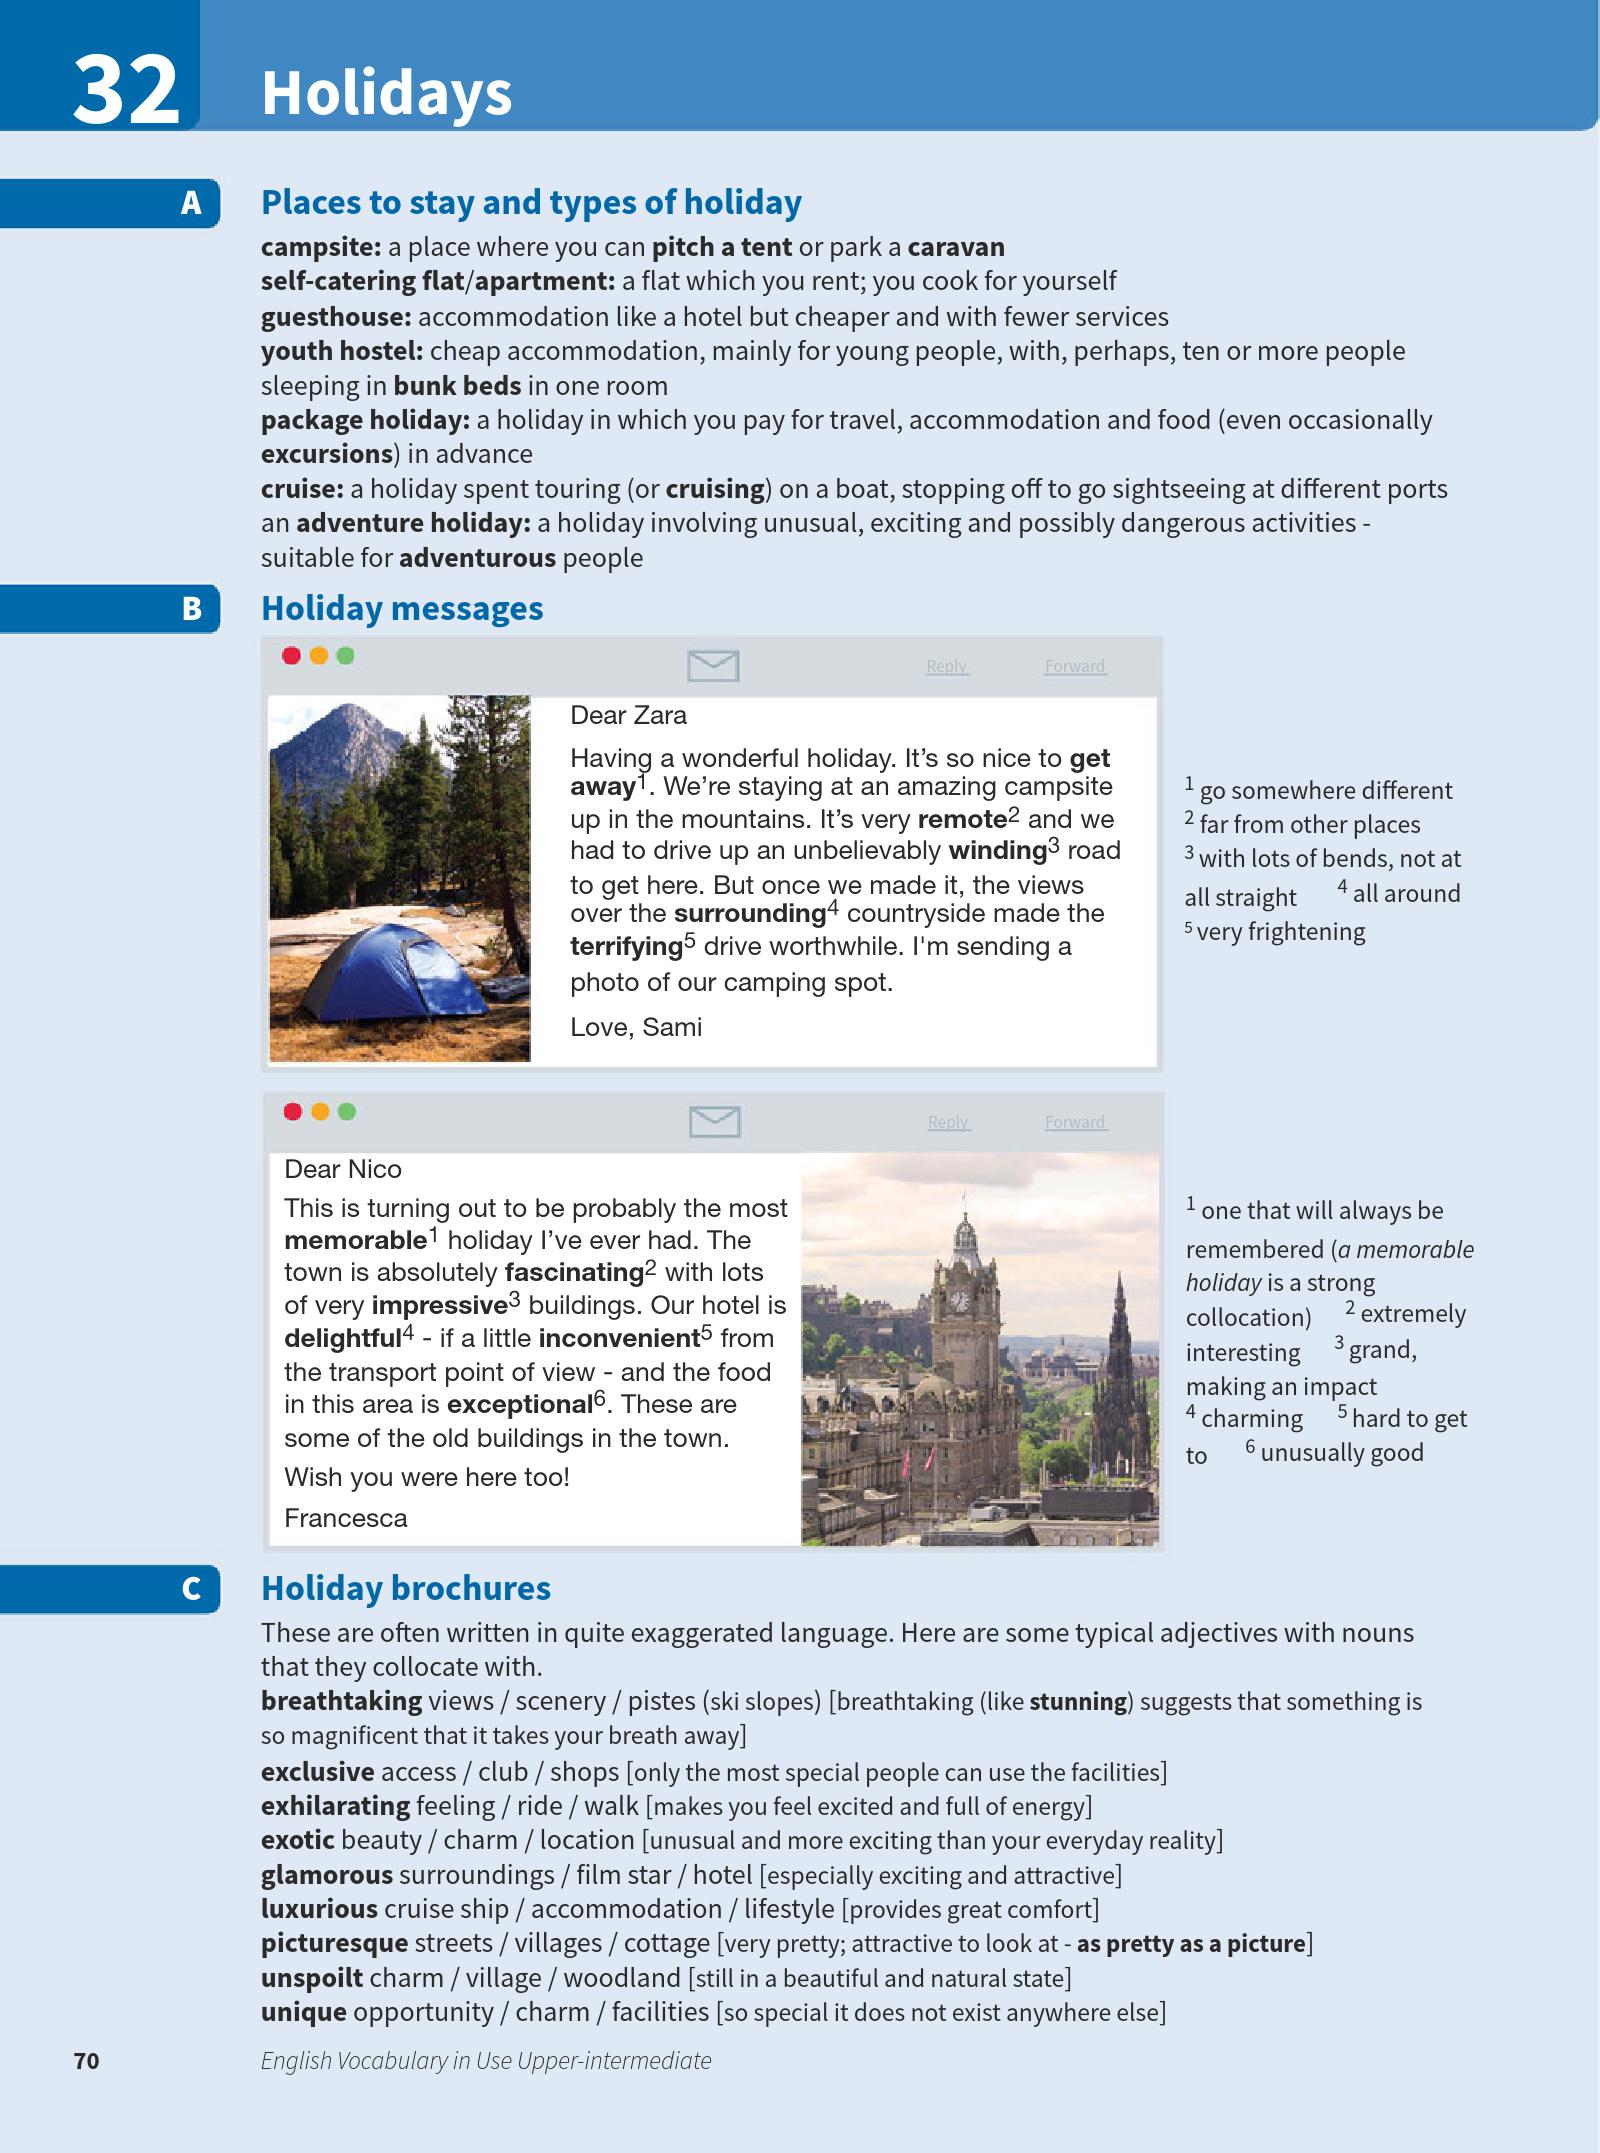 32
Holidays
A
Places to stay and types of holiday
campsite: a place where you can pitch a tent or park a caravan
self-catering flat/apartment: a flat which you rent; you cook for yourself
guesthouse: accommodation like a hotel but cheaper and with fewer services
youth hostel: cheap accommodation, mainly for young people, with, perhaps, ten or more people
sleeping in bunk beds in one room
package holiday: a holiday in which you pay for travel, accommodation and food (even occasionally
excursions) in advance
cruise: a holiday spent touring (or cruising) on a boat, stopping off to go sightseeing at different ports
an adventure holiday: a holiday involving unusual, exciting and possibly dangerous activities -
suitable for adventurous people
B
Holiday messages
Reply Forward
Dear Zara
Having a wonderful holiday. It's so nice to get
away1. We're staying at an amazing campsite
up in the mountains. It's very remote2 and we
had to drive up an unbelievably winding3 road
to get here. But once we made it, the views
over the surrounding4 countryside made the
terrifying5 drive worthwhile. I'm sending a
photo of our camping spot.
Love, Sami
1 go somewhere different
2 far from other places
3 with lots of bends, not at
all straight 4 all around
5 very frightening
Reply Forward
Dear Nico
This is turning out to be probably the most
memorable1 holiday I've ever had. The
town is absolutely fascinating2 with lots
of very impressive3 buildings. Our hotel is
delightful4 - if a little inconvenient5 from
the transport point of view - and the food
in this area is exceptional6. These are
some of the old buildings in the town.
Wish you were here too!
Francesca
1 one that will always be
remembered (a memorable
holiday is a strong
collocation) 2 extremely
interesting 3 grand,
making an impact
4 charming 5 hard to get
to 6 unusually good
C
Holiday brochures
These are often written in quite exaggerated language. Here are some typical adjectives with nouns
that they collocate with.
breathtaking views / scenery / pistes (ski slopes) [breathtaking (like stunning) suggests that something is
so magnificent that it takes your breath away]
exclusive access / club / shops [only the most special people can use the facilities]
exhilarating feeling / ride / walk [makes you feel excited and full of energy]
exotic beauty / charm / location [unusual and more exciting than your everyday reality]
glamorous surroundings / film star / hotel [especially exciting and attractive]
luxurious cruise ship / accommodation / lifestyle [provides great comfort]
picturesque streets / villages / cottage [very pretty; attractive to look at - as pretty as a picture]
unspoilt charm / village / woodland [still in a beautiful and natural state]
unique opportunity / charm / facilities [so special it does not exist anywhere else]
70
English Vocabulary in Use Upper-intermediate